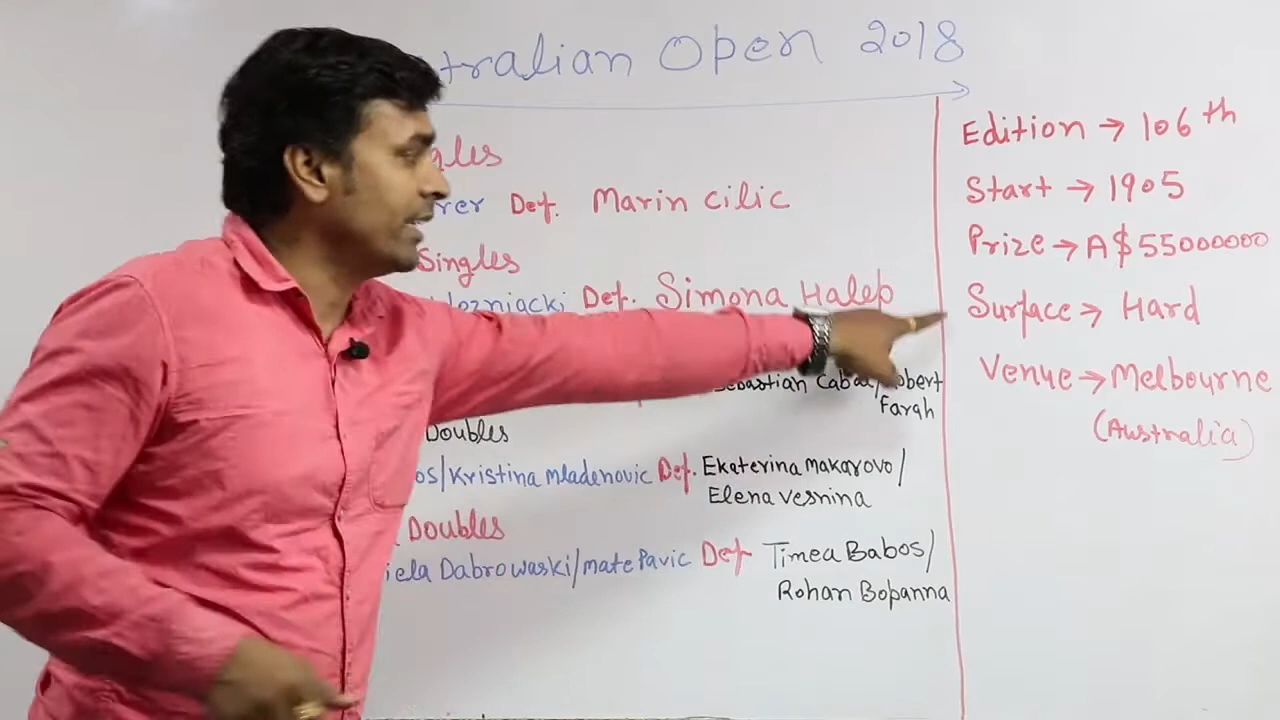 tralian Open 2018
gles
rer Def. Marin cilic
Singles
Wozniacki Def. Simona Halep
Sebastian Cabal/Robert
Farah
Doubles
os/Kristina mladenovic Def. Ekaterina makarovo/
Elena vesnina
Doubles
iela Dabrowaski/mate Pavic Def Timea Babos/
Rohan Bopanna
Edition → 106th
Start → 1905
Prize → A$55000000
Surface → Hard
Venue → Melbourne
(Australia)